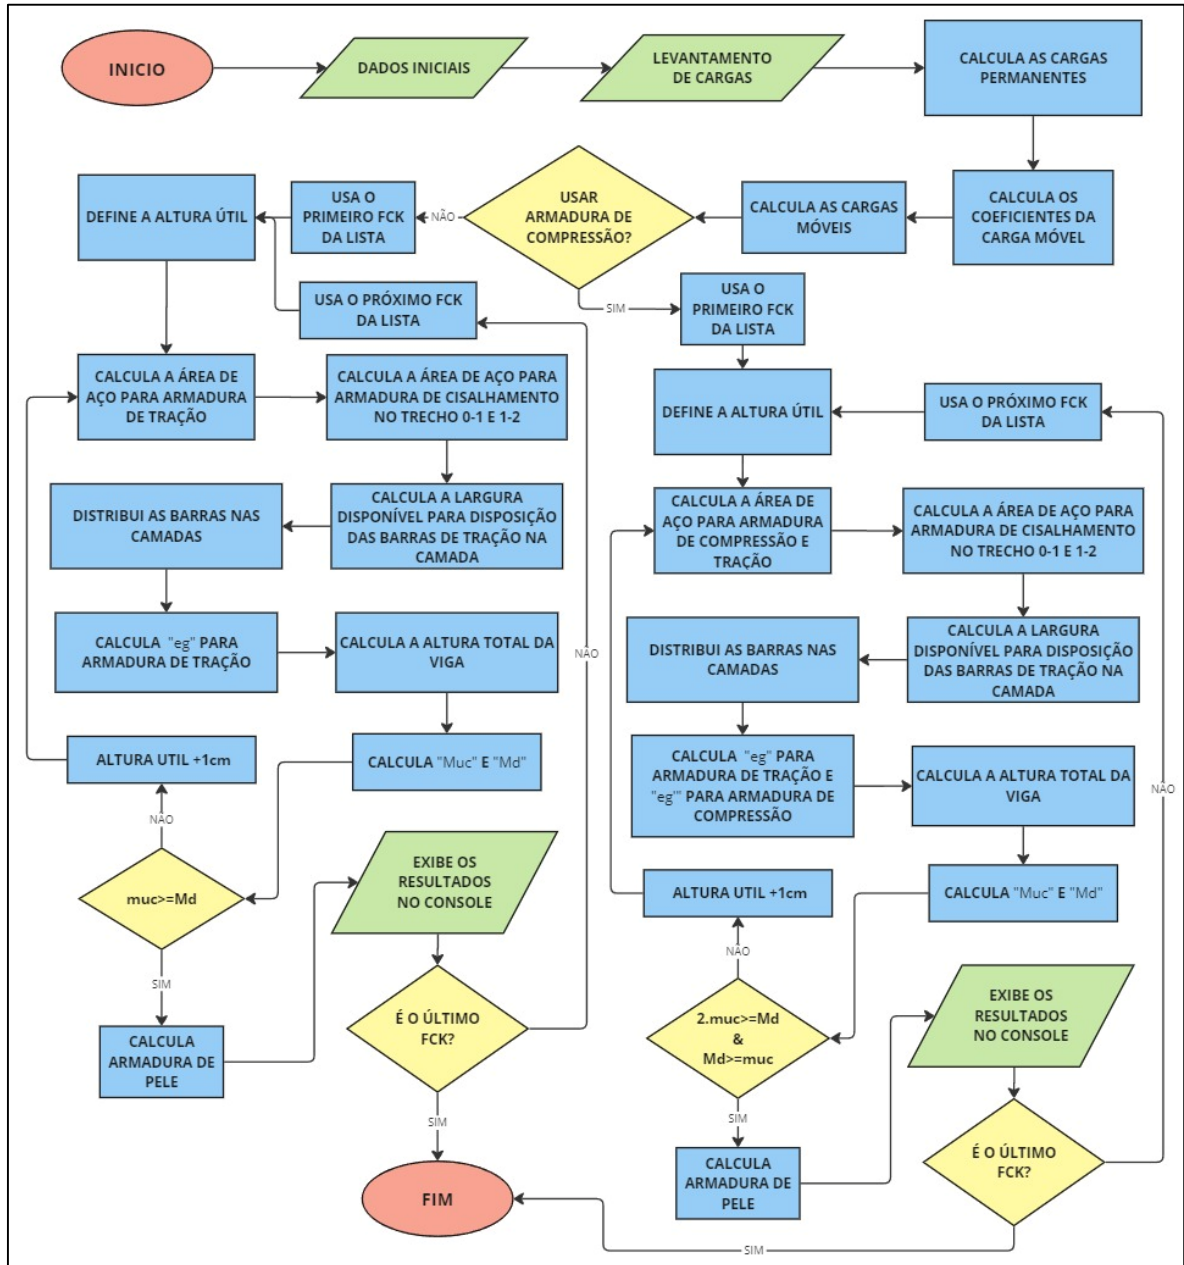 INICIO
DADOS INICIAIS
LEVANTAMENTO
DE CARGAS
CALCULA AS CARGAS
PERMANENTES
CALCULA OS
COEFICIENTES DA
CARGA MÓVEL
CALCULA AS CARGAS
MÓVEIS
USAR
ARMADURA DE
COMPRESSÃO?
NÃO
USA O
PRIMEIRO FCK
DA LISTA
DEFINE A ALTURA ÚTIL
USA O PRÓXIMO FCK
DA LISTA
CALCULA A ÁREA DE
AÇO PARA ARMADURA
DE TRAÇÃO
CALCULA A ÁREA DE AÇO PARA
ARMADURA DE CISALHAMENTO
NO TRECHO 0-1 E 1-2
CALCULA A LARGURA
DISPONÍVEL PARA DISPOSIÇÃO
DAS BARRAS DE TRAÇÃO NA
CAMADA
DISTRIBUI AS BARRAS NAS
CAMADAS
CALCULA "eg" PARA
ARMADURA DE TRAÇÃO
CALCULA A ALTURA TOTAL DA
VIGA
CALCULA "Muc" E "Md"
ALTURA UTIL +1cm
NÃO
muc>=Md
SIM
CALCULA
ARMADURA DE
PELE
EXIBE OS
RESULTADOS
NO CONSOLE
É O ÚLTIMO
FCK?
NÃO
SIM
FIM
SIM
USA O
PRIMEIRO FCK
DA LISTA
DEFINE A ALTURA ÚTIL
USA O PRÓXIMO FCK
DA LISTA
CALCULA A ÁREA DE
AÇO PARA ARMADURA
DE COMPRESSÃO E
TRAÇÃO
CALCULA A ÁREA DE AÇO PARA
ARMADURA DE CISALHAMENTO
NO TRECHO 0-1 E 1-2
CALCULA A LARGURA
DISPONÍVEL PARA DISPOSIÇÃO
DAS BARRAS DE TRAÇÃO NA
CAMADA
DISTRIBUI AS BARRAS NAS
CAMADAS
CALCULA "eg" PARA
ARMADURA DE TRAÇÃO E
"eg'" PARA ARMADURA DE
COMPRESSÃO
CALCULA A ALTURA TOTAL DA
VIGA
CALCULA "Muc" E "Md"
ALTURA UTIL +1cm
NÃO
2.muc>=Md
&
Md>=muc
SIM
CALCULA
ARMADURA DE
PELE
EXIBE OS
RESULTADOS
NO CONSOLE
É O ÚLTIMO
FCK?
NÃO
SIM